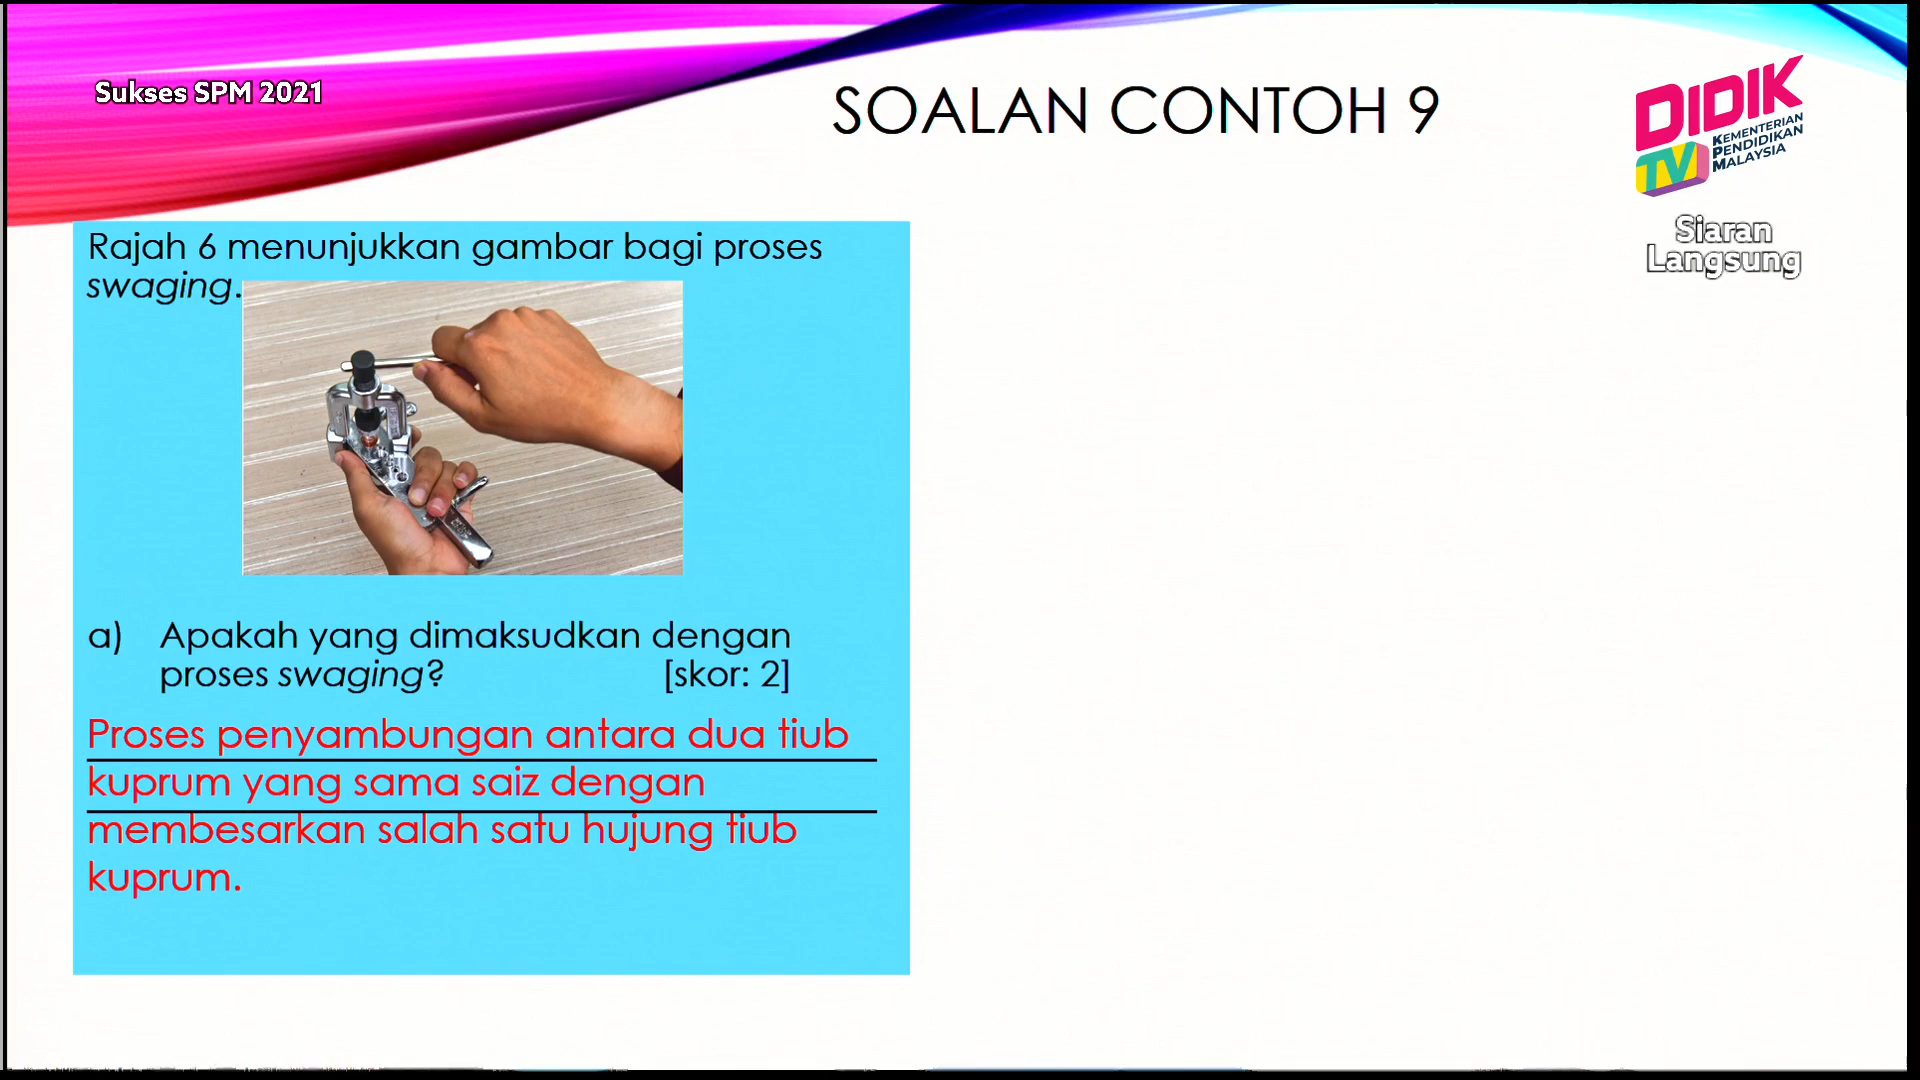 Sukses SPM 2021
SOALAN CONTOH 9
DIDIK
TV
KEMENTERIAN
PENDIDIKAN
MALAYSIA
Siaran
Langsung
Rajah 6 menunjukkan gambar bagi proses
swaging.
a) Apakah yang dimaksudkan dengan
proses swaging? [skor: 2]
Proses penyambungan antara dua tiub
kuprum yang sama saiz dengan
membesarkan salah satu hujung tiub
kuprum.